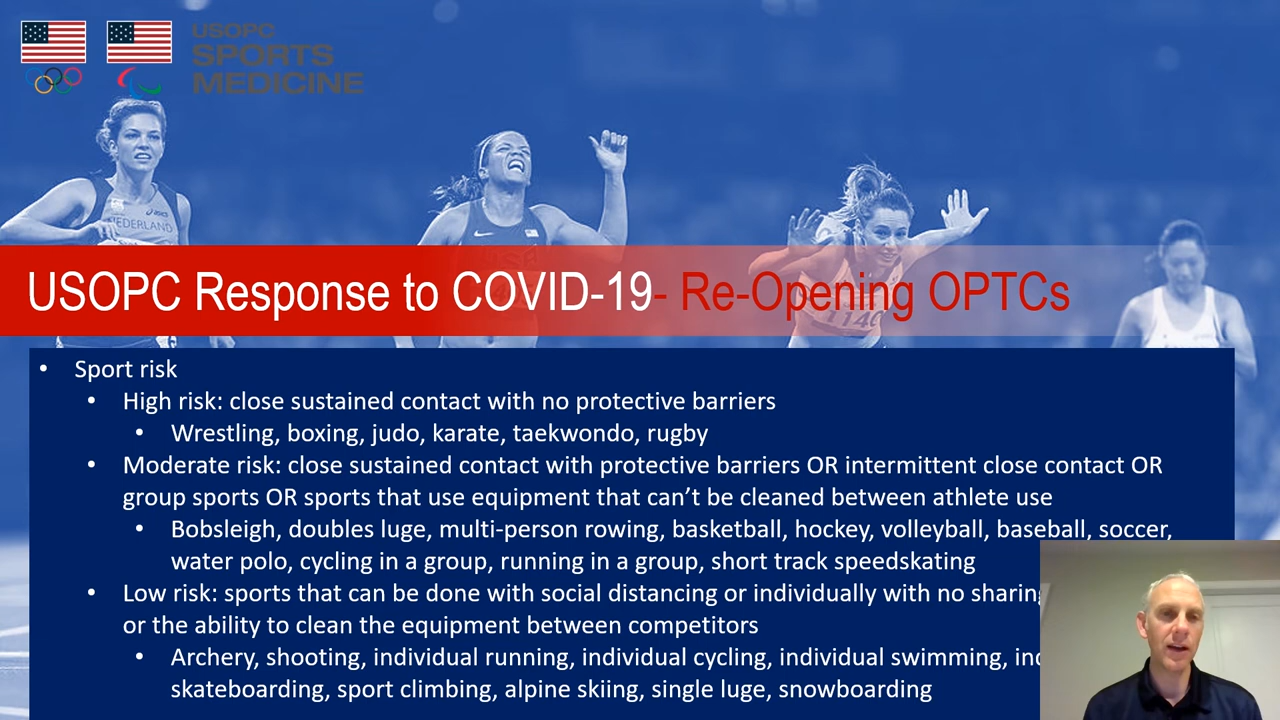 USOPC
SPORTS
MEDICINE
NEDERLAND
USOPC Response to COVID-19- Re-Opening OPTCs
• Sport risk
• High risk: close sustained contact with no protective barriers
• Wrestling, boxing, judo, karate, taekwondo, rugby
• Moderate risk: close sustained contact with protective barriers OR intermittent close contact OR
group sports OR sports that use equipment that can’t be cleaned between athlete use
• Bobsleigh, doubles luge, multi-person rowing, basketball, hockey, volleyball, baseball, soccer,
water polo, cycling in a group, running in a group, short track speedskating
• Low risk: sports that can be done with social distancing or individually with no sharing
or the ability to clean the equipment between competitors
• Archery, shooting, individual running, individual cycling, individual swimming,
skateboarding, sport climbing, alpine skiing, single luge, snowboarding